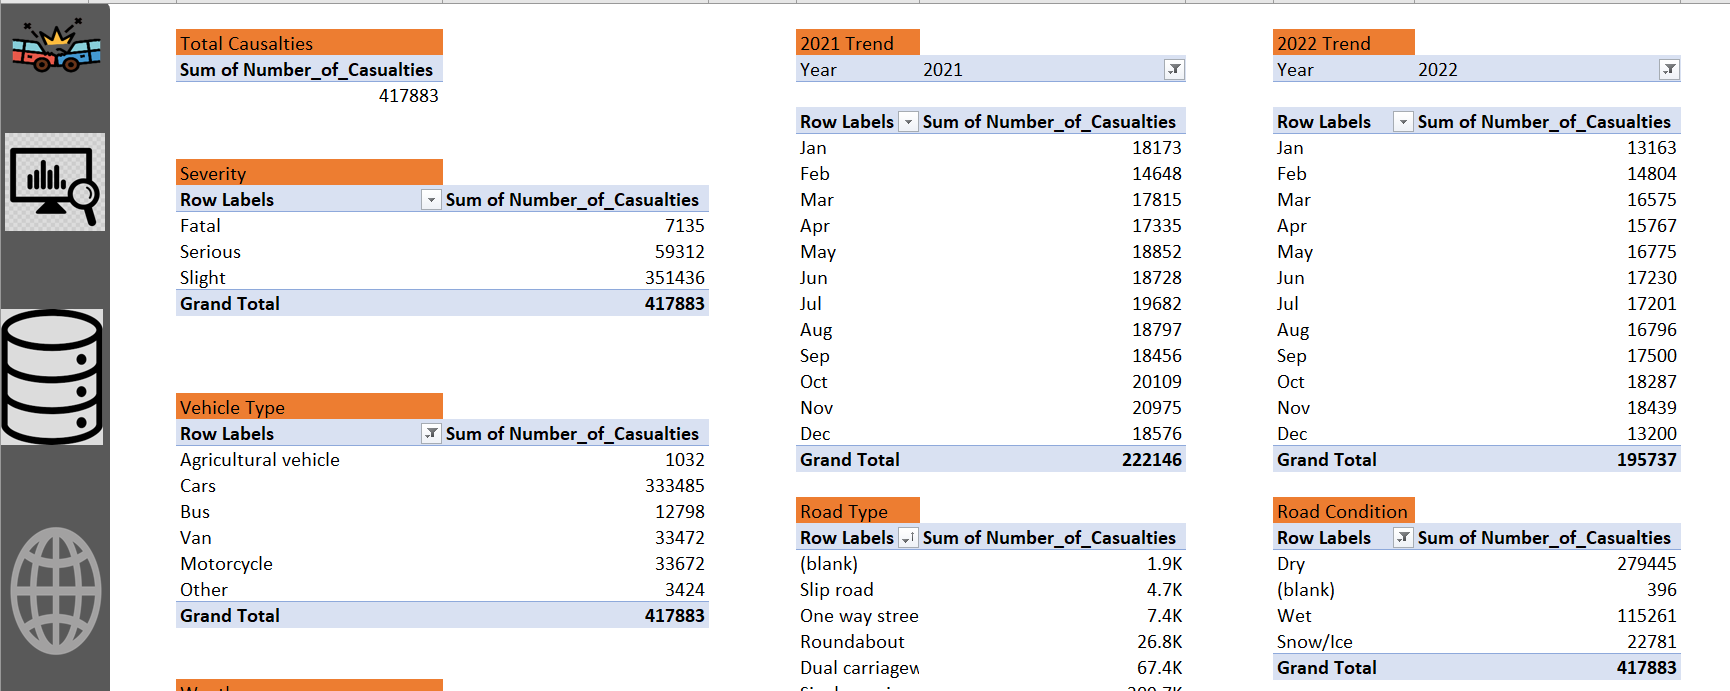 Total Causalties
Sum of Number_of_Casualties
417883
Severity
Row Labels Sum of Number_of_Casualties
Fatal 7135
Serious 59312
Slight 351436
Grand Total 417883
Vehicle Type
Row Labels Sum of Number_of_Casualties
Agricultural vehicle 1032
Cars 333485
Bus 12798
Van 33472
Motorcycle 33672
Other 3424
Grand Total 417883
2021 Trend
Year 2021
Row Labels Sum of Number_of_Casualties
Jan 18173
Feb 14648
Mar 17815
Apr 17335
May 18852
Jun 18728
Jul 19682
Aug 18797
Sep 18456
Oct 20109
Nov 20975
Dec 18576
Grand Total 222146
Road Type
Row Labels Sum of Number_of_Casualties
(blank) 1.9K
Slip road 4.7K
One way stree 7.4K
Roundabout 26.8K
Dual carriagew 67.4K
2022 Trend
Year 2022
Row Labels Sum of Number_of_Casualties
Jan 13163
Feb 14804
Mar 16575
Apr 15767
May 16775
Jun 17230
Jul 17201
Aug 16796
Sep 17500
Oct 18287
Nov 18439
Dec 13200
Grand Total 195737
Road Condition
Row Labels Sum of Number_of_Casualties
Dry 279445
(blank) 396
Wet 115261
Snow/Ice 22781
Grand Total 417883